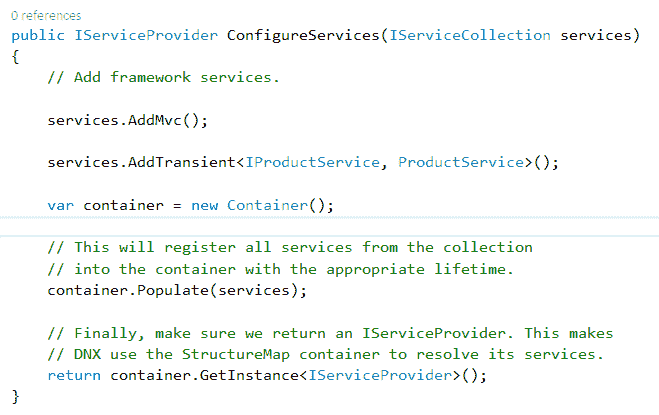 0 references
public IServiceProvider ConfigureServices(IServiceCollection services)
{
    // Add framework services.
    services.AddMvc();
    services.AddTransient<IProductService, ProductService>();
    var container = new Container();
    // This will register all services from the collection
    // into the container with the appropriate lifetime.
    container.Populate(services);
    // Finally, make sure we return an IServiceProvider. This makes
    // DNX use the StructureMap container to resolve its services.
    return container.GetInstance<IServiceProvider>();
}